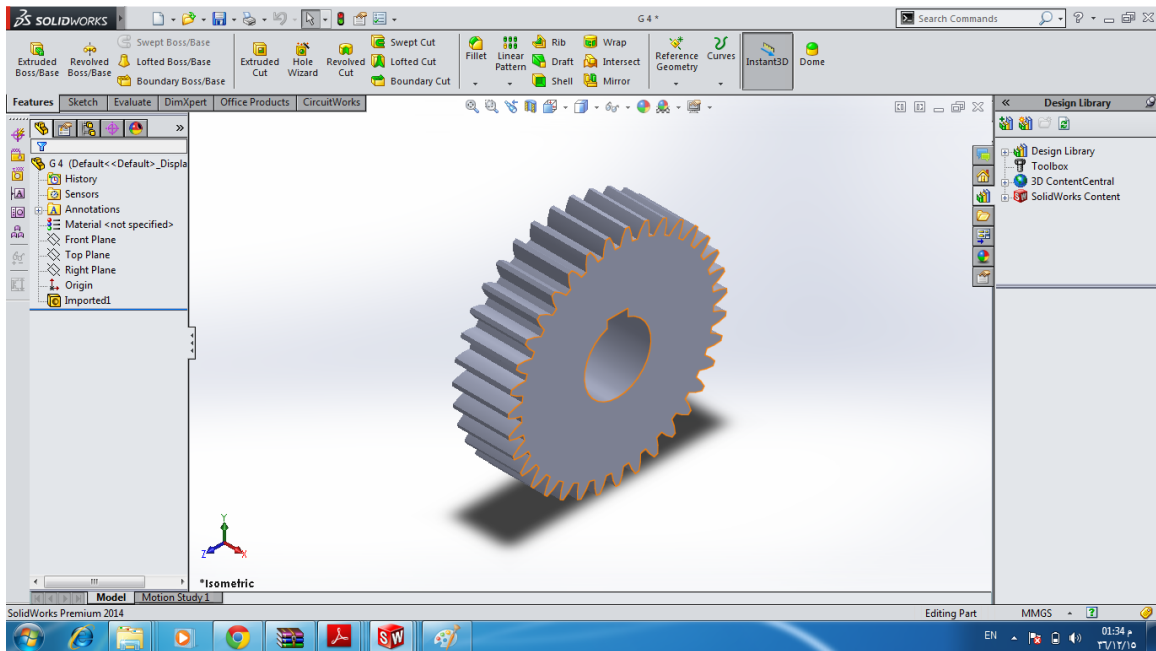 SOLIDWORKS
G 4 *
Search Commands
Extruded Boss/Base
Revolved Boss/Base
Swept Boss/Base
Lofted Boss/Base
Boundary Boss/Base
Extruded Cut
Hole Wizard
Revolved Cut
Swept Cut
Lofted Cut
Boundary Cut
Fillet
Linear Pattern
Rib
Draft
Shell
Wrap
Intersect
Mirror
Reference Geometry
Curves
Instant3D
Dome
Features Sketch Evaluate DimXpert Office Products CircuitWorks
G 4 (Default<<Default>_Displa
History
Sensors
Annotations
Material <not specified>
Front Plane
Top Plane
Right Plane
Origin
Imported1
Y
Z
X
*Isometric
Design Library
Design Library
Toolbox
3D ContentCentral
SolidWorks Content
Model Motion Study 1
SolidWorks Premium 2014
Editing Part MMGS
EN
01:34 م
٢٦/١٢/١٥